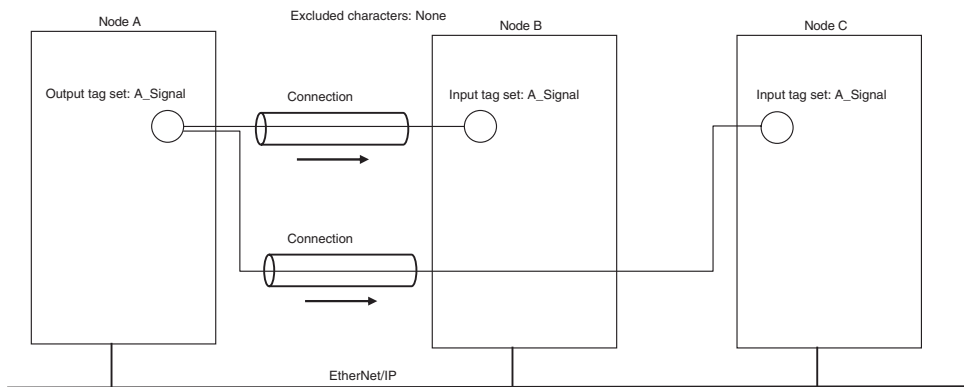 Excluded characters: None
Node A
Node B
Node C
Output tag set: A_Signal
Connection
Input tag set: A_Signal
Input tag set: A_Signal
Connection
EtherNet/IP